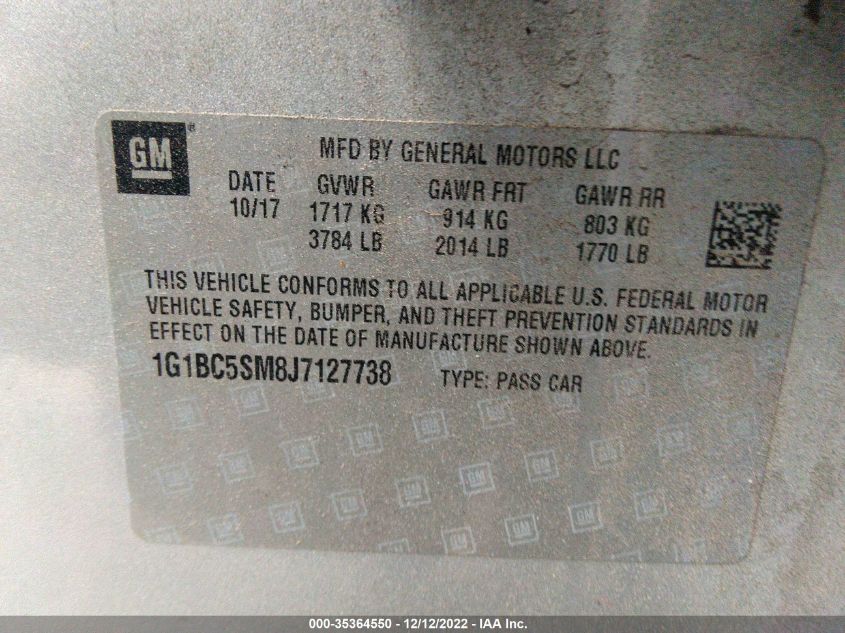 GM ®
MFD BY GENERAL MOTORS LLC
DATE GVWR GAWR FRT GAWR RR
10/17 1717 KG 914 KG 803 KG
3784 LB 2014 LB 1770 LB
THIS VEHICLE CONFORMS TO ALL APPLICABLE U.S. FEDERAL MOTOR
VEHICLE SAFETY, BUMPER, AND THEFT PREVENTION STANDARDS IN
EFFECT ON THE DATE OF MANUFACTURE SHOWN ABOVE.
1G1BC5SM8J7127738 TYPE: PASS CAR
000-35364550 - 12/12/2022 - IAA Inc.